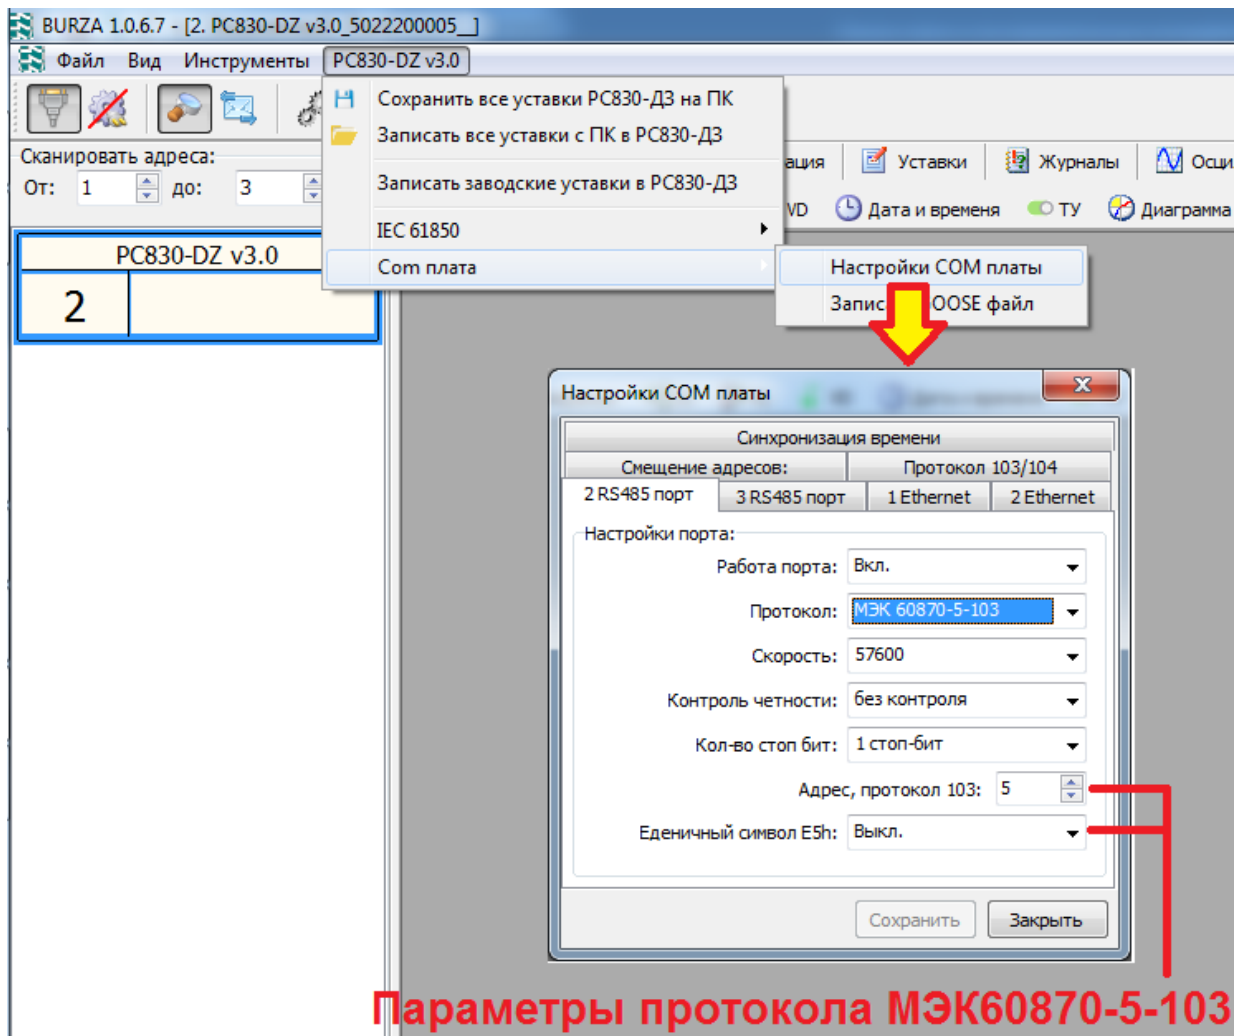 BURZA 1.0.6.7 - [2. PC830-DZ v3.0_5022200005__]
Файл Вид Инструменты PC830-DZ v3.0
Сохранить все уставки РС830-ДЗ на ПК
Записать все уставки с ПК в РС830-ДЗ
Записать заводские уставки в РС830-ДЗ
IEC 61850
Com плата
Настройки COM платы
OOSE файл
Сканировать адреса:
От: 1 до: 3
ация Уставки Журналы Осци
VD Дата и временя ТУ Диаграмма
PC830-DZ v3.0
2
Настройки COM платы
Синхронизация времени
Смещение адресов: Протокол 103/104
2 RS485 порт 3 RS485 порт 1 Ethernet 2 Ethernet
Настройки порта:
Работа порта: Вкл.
Протокол: МЭК 60870-5-103
Скорость: 57600
Контроль четности: без контроля
Кол-во стоп бит: 1 стоп-бит
Адрес, протокол 103: 5
Еденичный символ E5h: Выкл.
Сохранить Закрыть
Параметры протокола МЭК60870-5-103